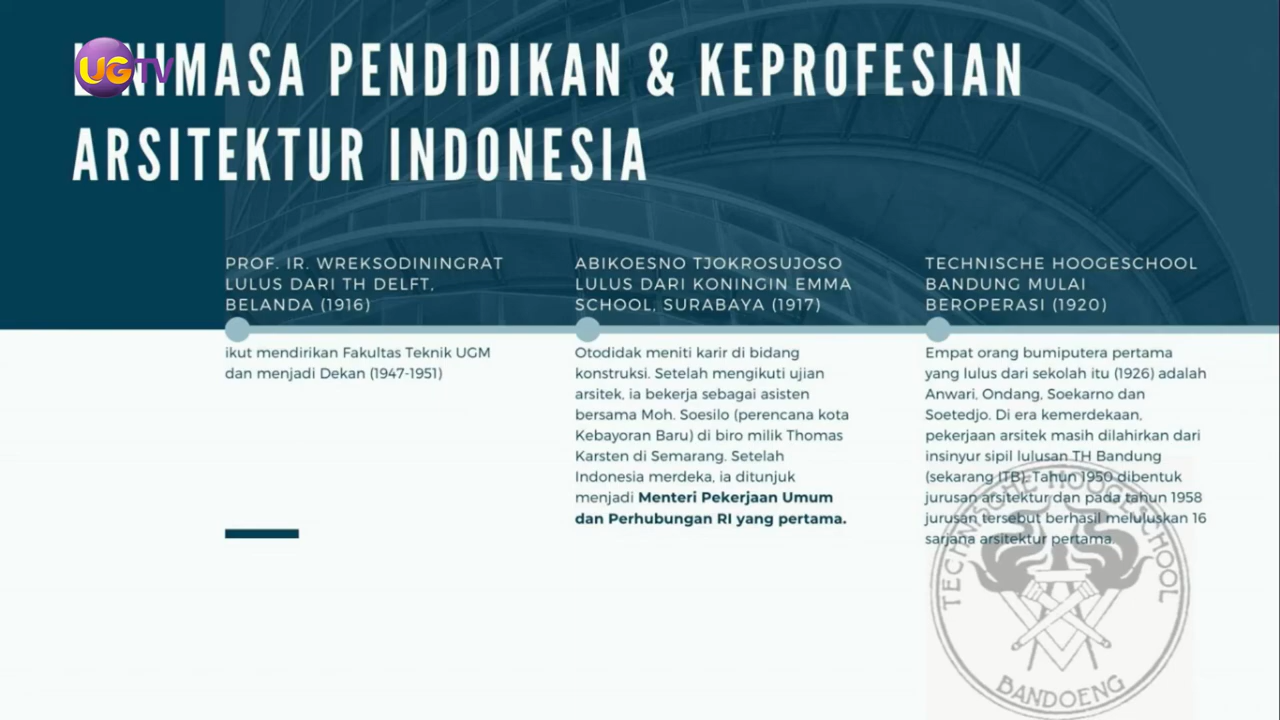 UGTV
MASA PENDIDIKAN & KEPROFESIAN
ARSITEKTUR INDONESIA
PROF. IR. WREKSODININGRAT
LULUS DARI TH DELFT,
BELANDA (1916)
ikut mendirikan Fakultas Teknik UGM
dan menjadi Dekan (1947-1951)
ABIKOESNO TJOKROSUJOSO
LULUS DARI KONINGIN EMMA
SCHOOL, SURABAYA (1917)
Otodidak meniti karir di bidang
konstruksi. Setelah mengikuti ujian
arsitek, ia bekerja sebagai asisten
bersama Moh. Soesilo (perencana kota
Kebayoran Baru) di biro milik Thomas
Karsten di Semarang. Setelah
Indonesia merdeka, ia ditunjuk
menjadi Menteri Pekerjaan Umum
dan Perhubungan RI yang pertama.
TECHNISCHE HOOGESCHOOL
BANDUNG MULAI
BEROPERASI (1920)
Empat orang bumiputera pertama
yang lulus dari sekolah itu (1926) adalah
Anwari, Ondang, Soekarno dan
Soetedjo. Di era kemerdekaan,
pekerjaan arsitek masih dilahirkan dari
insinyur sipil lulusan TH Bandung
(sekarang ITB). Tahun 1950 dibentuk
jurusan arsitektur dan pada tahun 1958
jurusan tersebut berhasil meluluskan 16
sarjana arsitektur pertama.
TECHNISCHE HOOGESCHOOL
BANDOENG